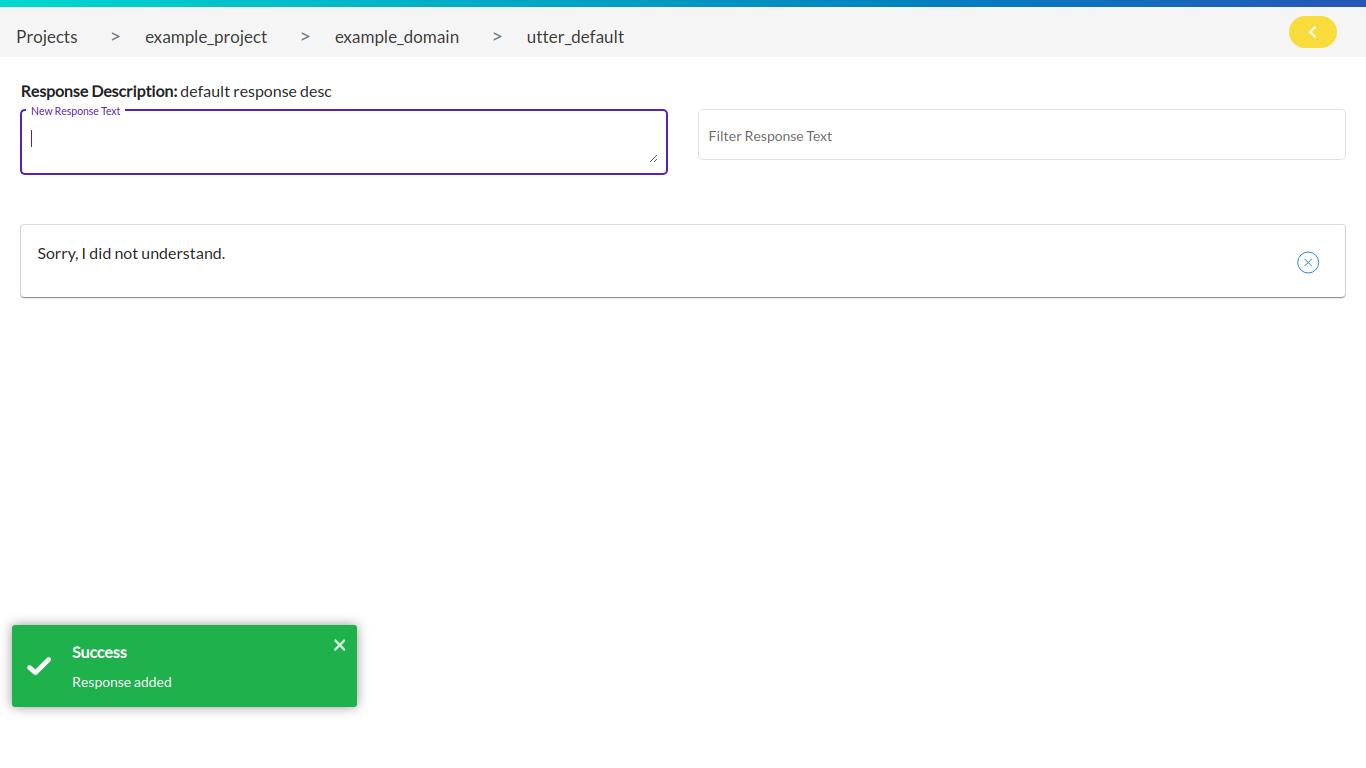 Projects > example_project > example_domain > utter_default
Response Description: default response desc
New Response Text
Filter Response Text
Sorry, I did not understand.
Success
Response added